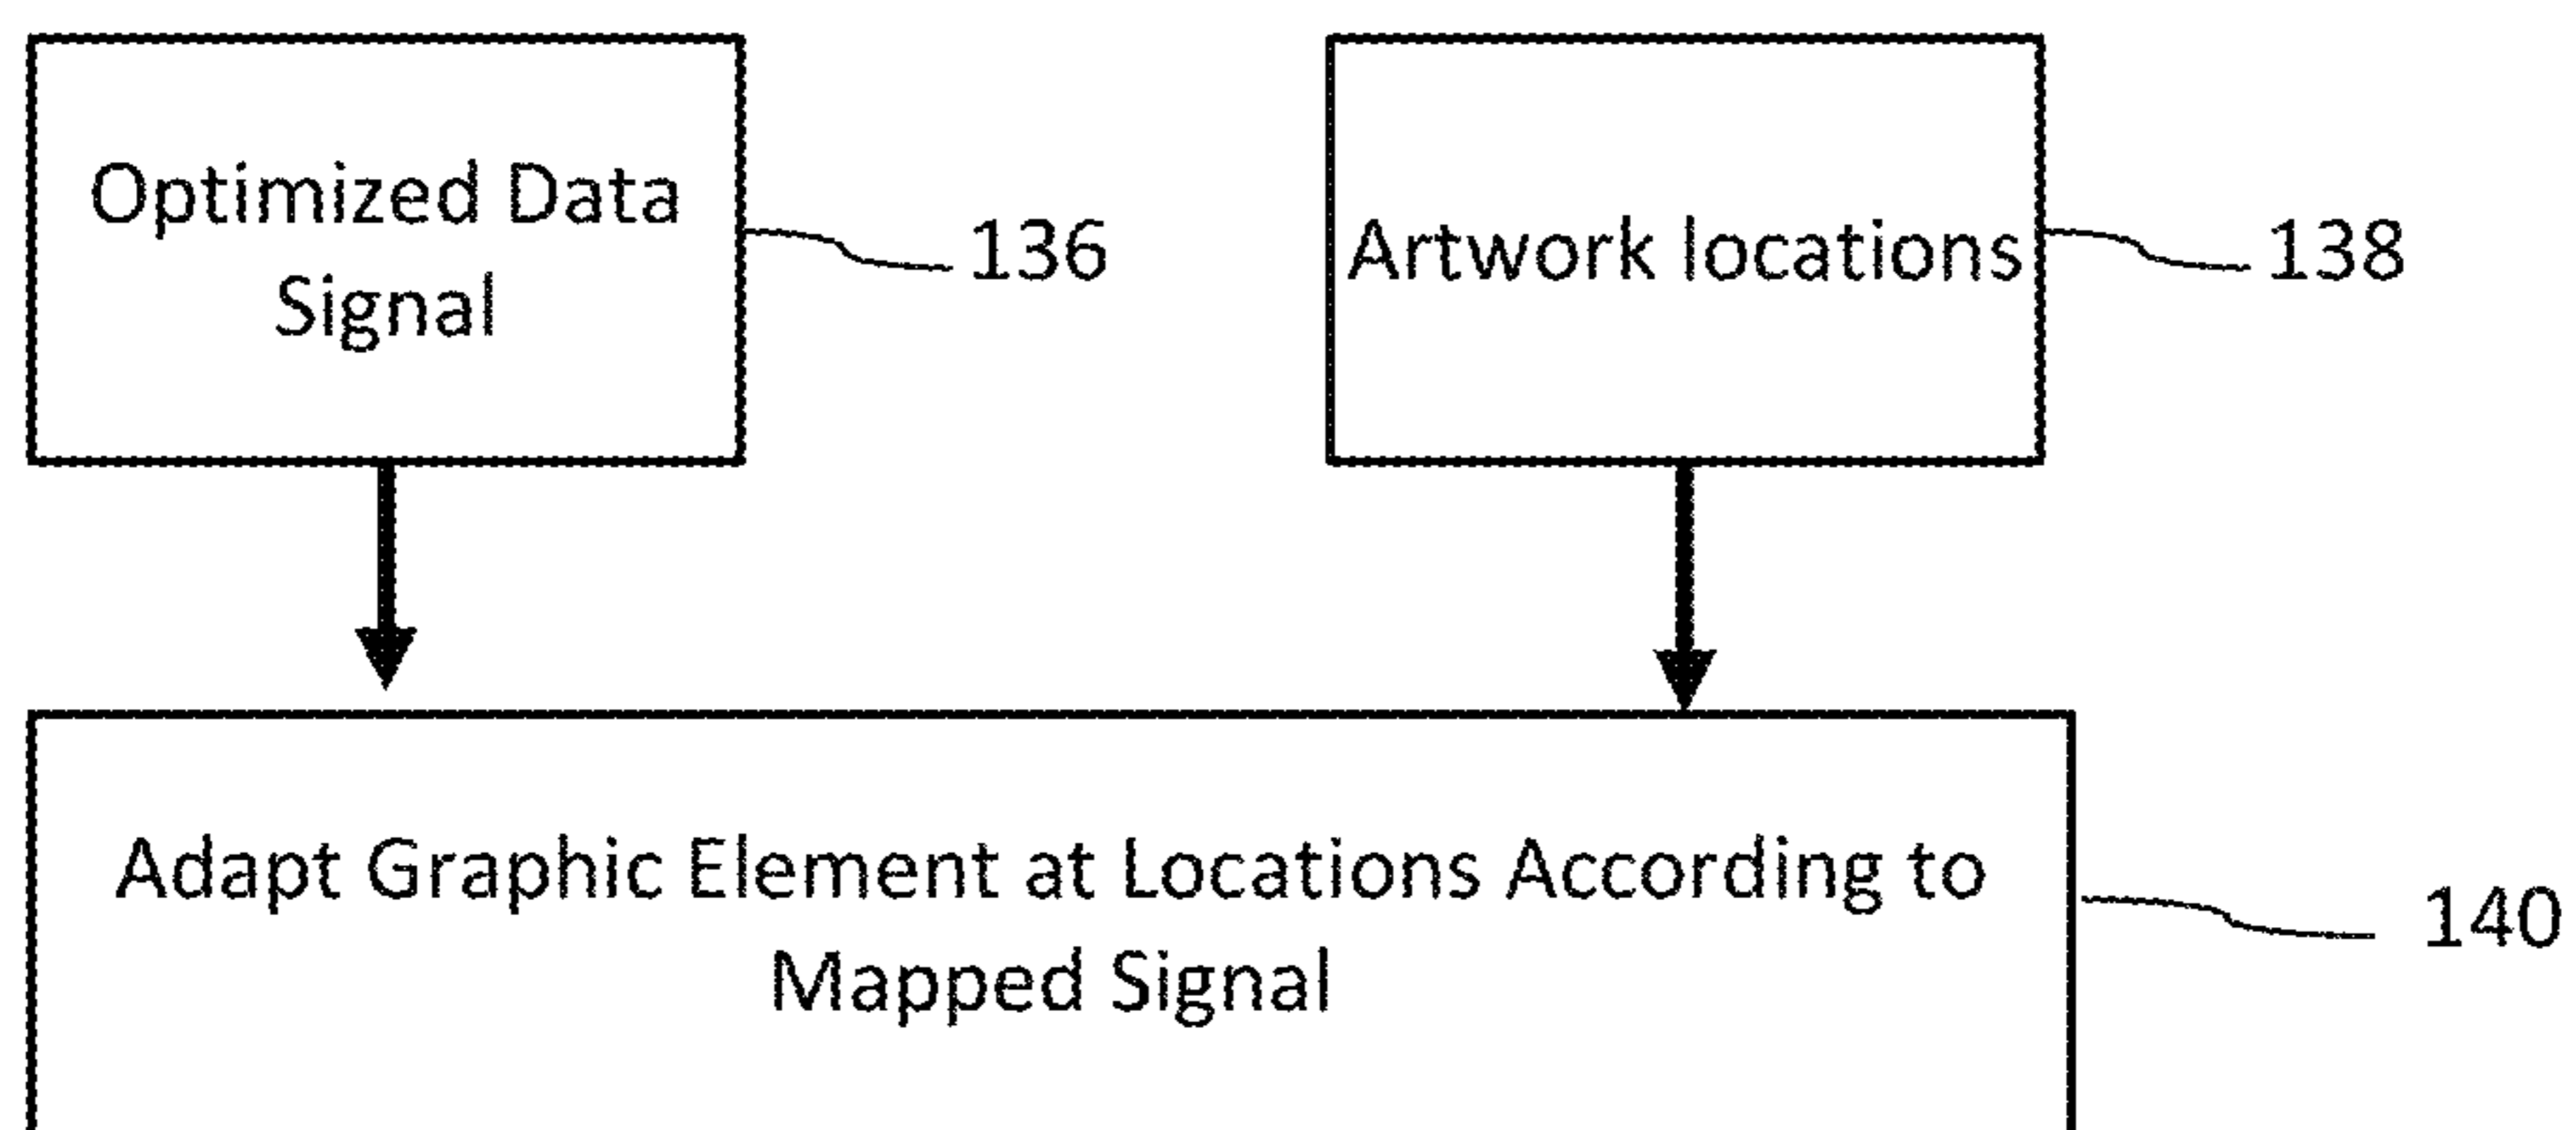 Optimized Data
Signal
136
Artwork locations
138
Adapt Graphic Element at Locations According to
Mapped Signal
140